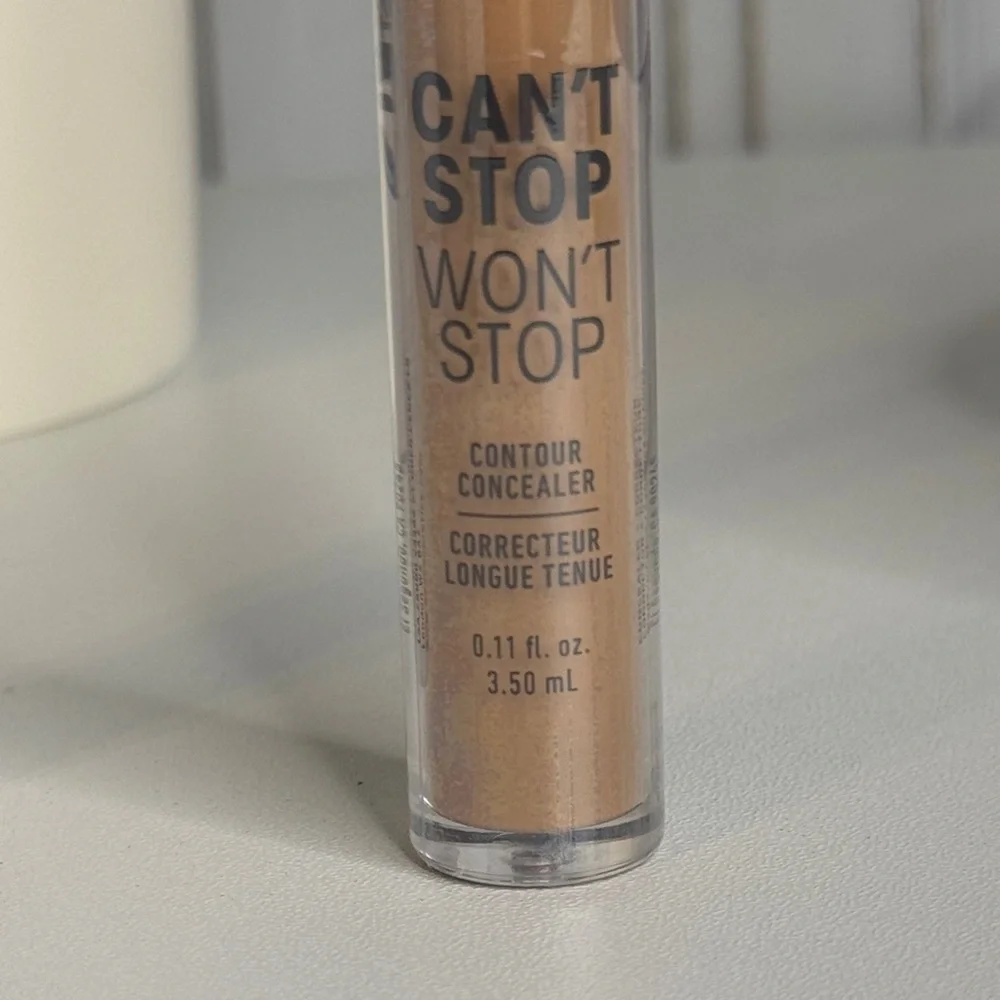 CAN'T
STOP
WON'T
STOP
CONTOUR
CONCEALER
CORRECTEUR
LONGUE TENUE
0.11 fl. oz.
3.50 mL